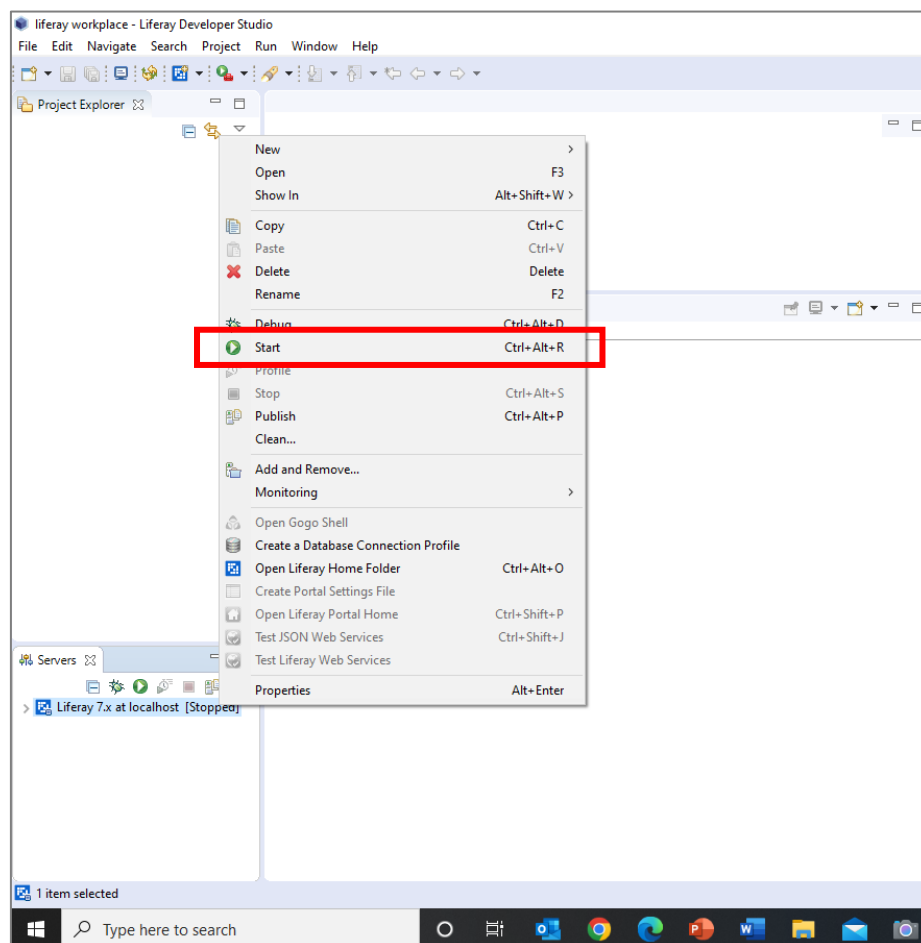 liferay workplace - Liferay Developer Studio
File Edit Navigate Search Project Run Window Help
Project Explorer
New
Open F3
Show In Alt+Shift+W >
Copy Ctrl+C
Paste Ctrl+V
Delete Delete
Rename F2
Debug Ctrl+Alt+D
Start Ctrl+Alt+R
Profile
Stop Ctrl+Alt+S
Publish Ctrl+Alt+P
Clean...
Add and Remove...
Monitoring
Open Gogo Shell
Create a Database Connection Profile
Open Liferay Home Folder Ctrl+Alt+O
Create Portal Settings File
Open Liferay Portal Home Ctrl+Shift+P
Test JSON Web Services Ctrl+Shift+J
Test Liferay Web Services
Properties Alt+Enter
Servers
Liferay 7.x at localhost [Stopped]
1 item selected
Type here to search